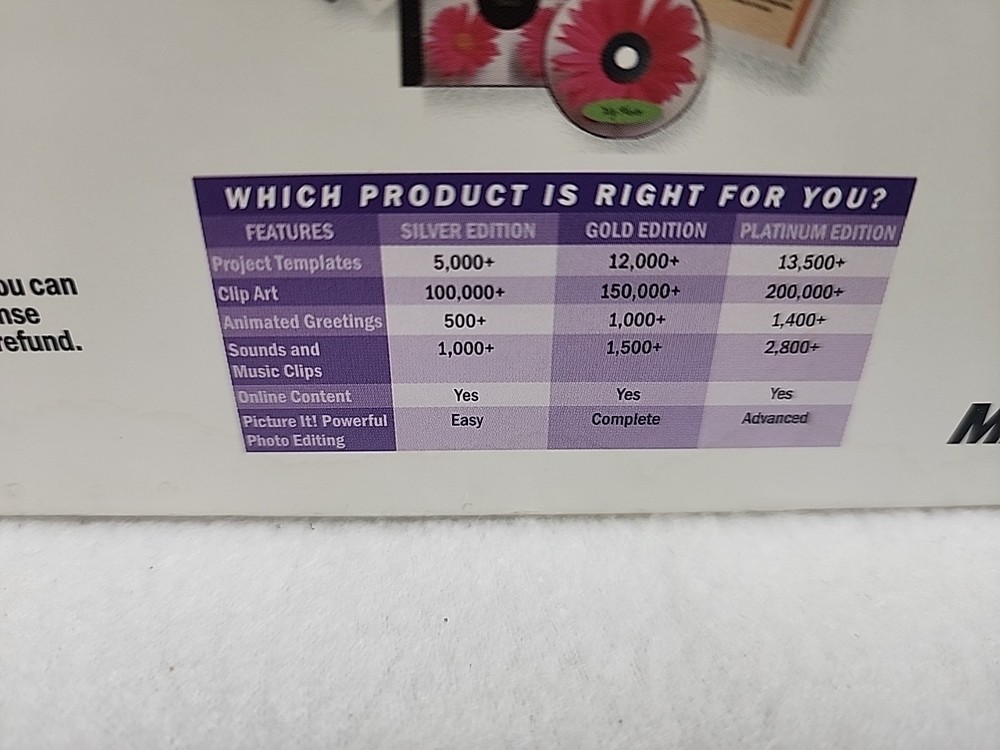 WHICH PRODUCT IS RIGHT FOR YOU?
FEATURES SILVER EDITION GOLD EDITION PLATINUM EDITION
Project Templates 5,000+ 12,000+ 13,500+
Clip Art 100,000+ 150,000+ 200,000+
Animated Greetings 500+ 1,000+ 1,400+
Sounds and 1,000+ 1,500+ 2,800+
Music Clips
Online Content Yes Yes Yes
Picture It! Powerful Easy Complete Advanced
Photo Editing
ou can
nse
refund.